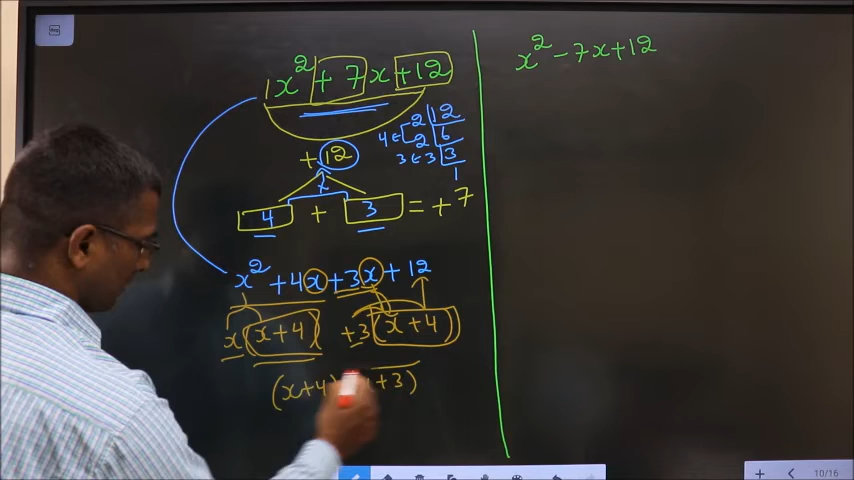 1x² + 7x + 12
2 | 12
4 ← 2 | 6
3 ← 3 | 3
1
+ 12
4 + 3 = + 7
x² + 4x + 3x + 12
x (x + 4) + 3 (x + 4)
(x + 4) + 3)
x² - 7x + 12
10/16